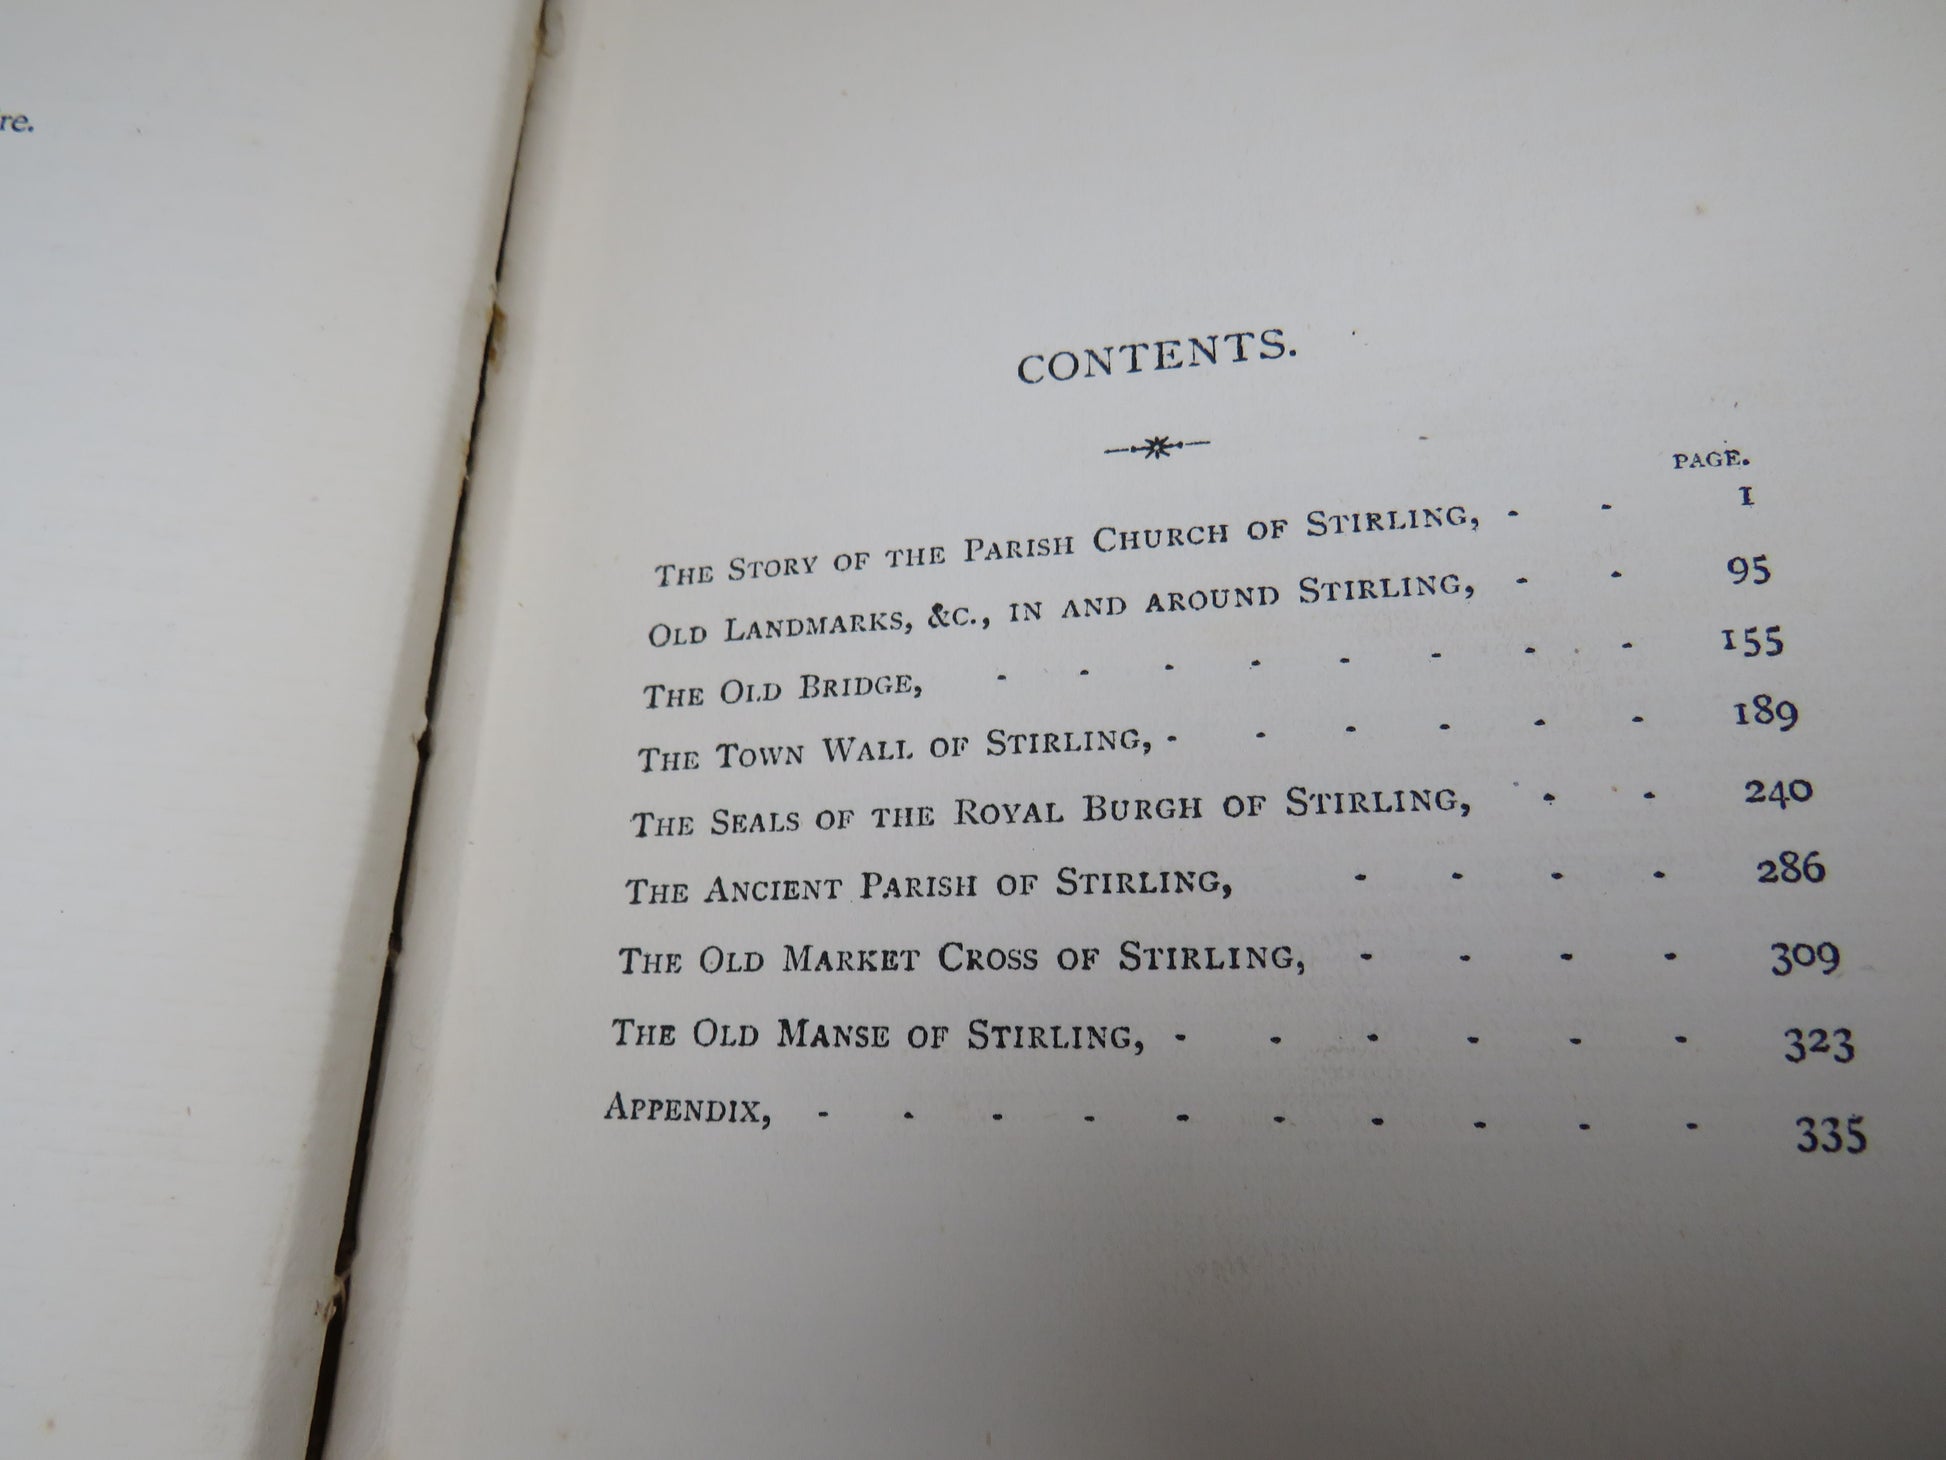 CONTENTS.
PAGE.
THE STORY OF THE PARISH CHURCH OF STIRLING, - - 1
OLD LANDMARKS, &C., IN AND AROUND STIRLING, - - 95
THE OLD BRIDGE, - - - - - - - - 155
THE TOWN WALL OF STIRLING, - - - - - - 189
THE SEALS OF THE ROYAL BURGH OF STIRLING, - - 240
THE ANCIENT PARISH OF STIRLING, - - - - 286
THE OLD MARKET CROSS OF STIRLING, - - - - 309
THE OLD MANSE OF STIRLING, - - - - - - 323
APPENDIX, - - - - - - - - - - 335